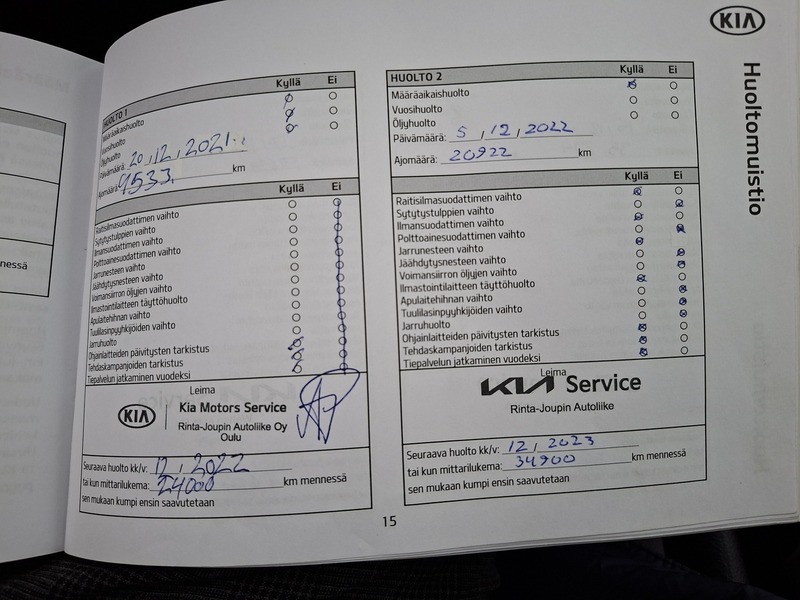 KIA
Huoltomuistio
Kyllä Ei
HUOLTO 1
Määräaikaishuolto
Vuosihuolto
Öljyhuolto
Päivämäärä: 20, 12, 2021
Ajomäärä: 9533 km
Kyllä Ei
Raitisilmasuodattimen vaihto
Sytytystulppien vaihto
Ilmansuodattimen vaihto
Polttoainesuodattimen vaihto
Jarrunesteen vaihto
Jäähdytysnesteen vaihto
Voimansiirron öljyjen vaihto
Ilmastointilaitteen täyttöhuolto
Apulaitehihnan vaihto
Tuulilasinpyyhkijöiden vaihto
Jarruhuolto
Ohjainlaitteiden päivitysten tarkistus
Tehdaskampanjoiden tarkistus
Tiepalvelun jatkaminen vuodeksi
Leima
KIA Kia Motors Service
Rinta-Joupin Autoliike Oy
Oulu
Seuraava huolto kk/v: 12, 2022
tai kun mittarilukema: 24000 km mennessä
sen mukaan kumpi ensin saavutetaan
HUOLTO 2 Kyllä Ei
Määräaikaishuolto
Vuosihuolto
Öljyhuolto
Päivämäärä: 5, 12, 2022
Ajomäärä: 20922 km
Kyllä Ei
Raitisilmasuodattimen vaihto
Sytytystulppien vaihto
Ilmansuodattimen vaihto
Polttoainesuodattimen vaihto
Jarrunesteen vaihto
Jäähdytysnesteen vaihto
Voimansiirron öljyjen vaihto
Ilmastointilaitteen täyttöhuolto
Apulaitehihnan vaihto
Tuulilasinpyyhkijöiden vaihto
Jarruhuolto
Ohjainlaitteiden päivitysten tarkistus
Tehdaskampanjoiden tarkistus
Tiepalvelun jatkaminen vuodeksi
Leima
KIA Service
Rinta-Joupin Autoliike
Seuraava huolto kk/v: 12, 2023
tai kun mittarilukema: 34900 km mennessä
sen mukaan kumpi ensin saavutetaan
15